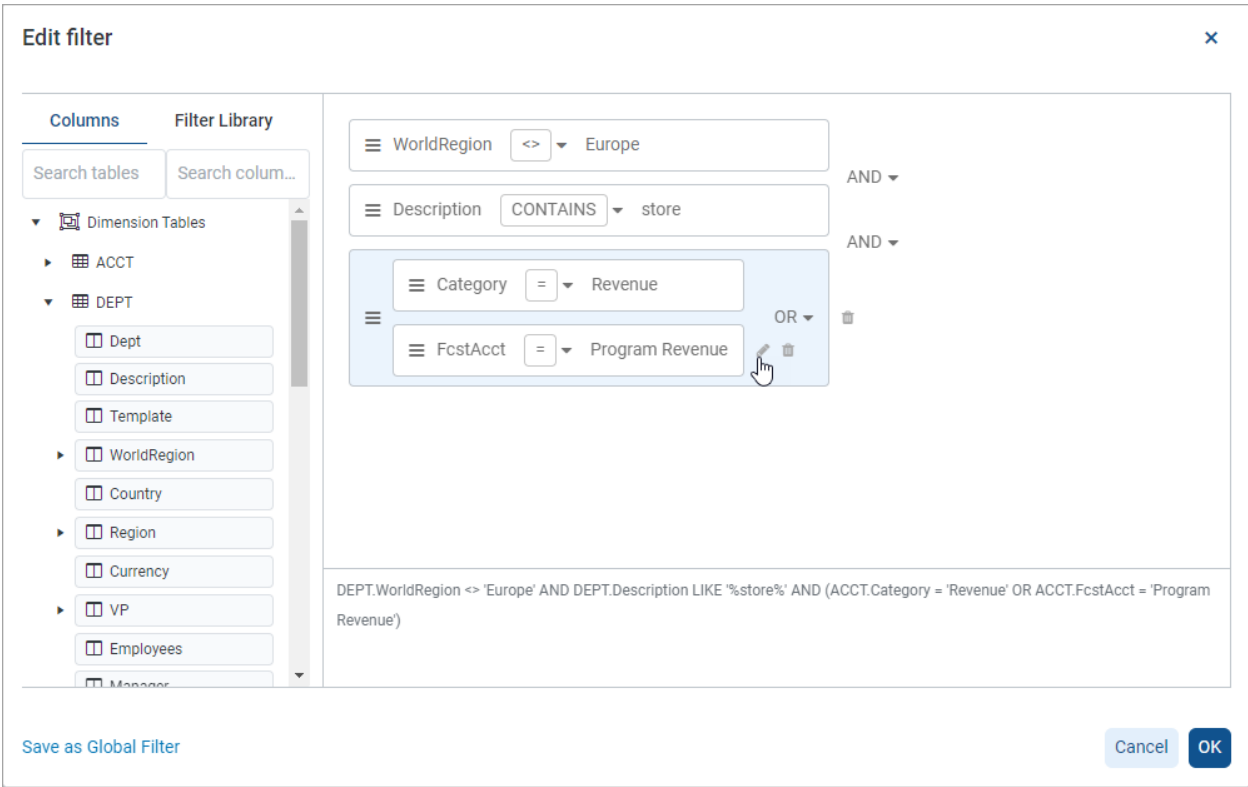 Edit filter
Columns
Filter Library
Search tables
Search colum...
Dimension Tables
ACCT
DEPT
Dept
Description
Template
WorldRegion
Country
Region
Currency
VP
Employees
Manager
WorldRegion <> Europe
AND
Description CONTAINS store
AND
Category = Revenue
OR
FcstAcct = Program Revenue
DEPT.WorldRegion <> 'Europe' AND DEPT.Description LIKE '%store%' AND (ACCT.Category = 'Revenue' OR ACCT.FcstAcct = 'Program
Revenue')
Save as Global Filter
Cancel
OK